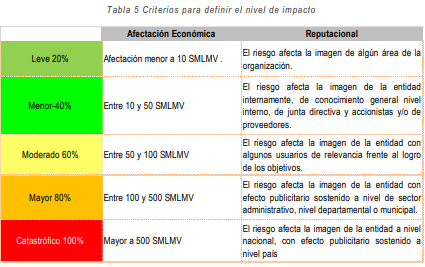 Tabla 5 Criterios para definir el nivel de impacto
Afectación Económica
Reputacional
Leve 20%
Afectación menor a 10 SMLMV .
El riesgo afecta la imagen de algún área de la
organización.
Menor-40%
Entre 10 y 50 SMLMV
El riesgo afecta la imagen de la entidad
internamente, de conocimiento general nivel
interno, de junta directiva y accionistas y/o de
proveedores.
Moderado 60%
Entre 50 y 100 SMLMV
El riesgo afecta la imagen de la entidad con
algunos usuarios de relevancia frente al logro
de los objetivos.
Mayor 80%
Entre 100 y 500 SMLMV
El riesgo afecta la imagen de la entidad con
efecto publicitario sostenido a nivel de sector
administrativo, nivel departamental o municipal.
Catastrófico 100%
Mayor a 500 SMLMV
El riesgo afecta la imagen de la entidad a nivel
nacional, con efecto publicitario sostenido a
nivel país